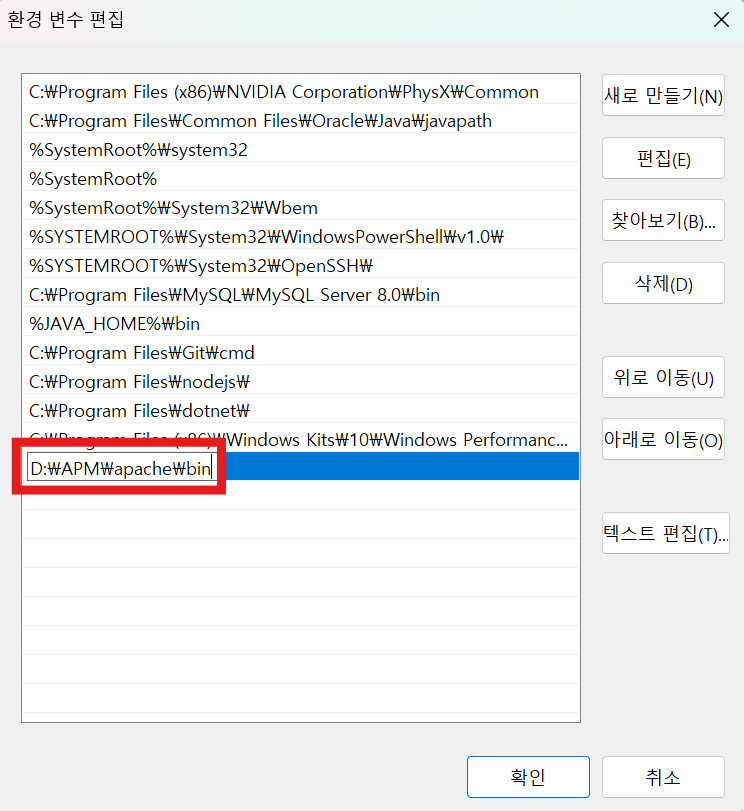 환경 변수 편집
C:₩Program Files (x86)₩NVIDIA Corporation₩PhysX₩Common
C:₩Program Files₩Common Files₩Oracle₩Java₩javapath
%SystemRoot%₩system32
%SystemRoot%
%SystemRoot%₩System32₩Wbem
%SYSTEMROOT%₩System32₩WindowsPowerShell₩v1.0₩
%SYSTEMROOT%₩System32₩OpenSSH₩
C:₩Program Files₩MySQL₩MySQL Server 8.0₩bin
%JAVA_HOME%₩bin
C:₩Program Files₩Git₩cmd
C:₩Program Files₩nodejs₩
C:₩Program Files₩dotnet₩
C:₩Program Files (x86)₩Windows Kits₩10₩Windows Performanc...
D:₩APM₩apache₩bin
새로 만들기(N)
편집(E)
찾아보기(B)...
삭제(D)
위로 이동(U)
아래로 이동(O)
텍스트 편집(T)...
확인
취소